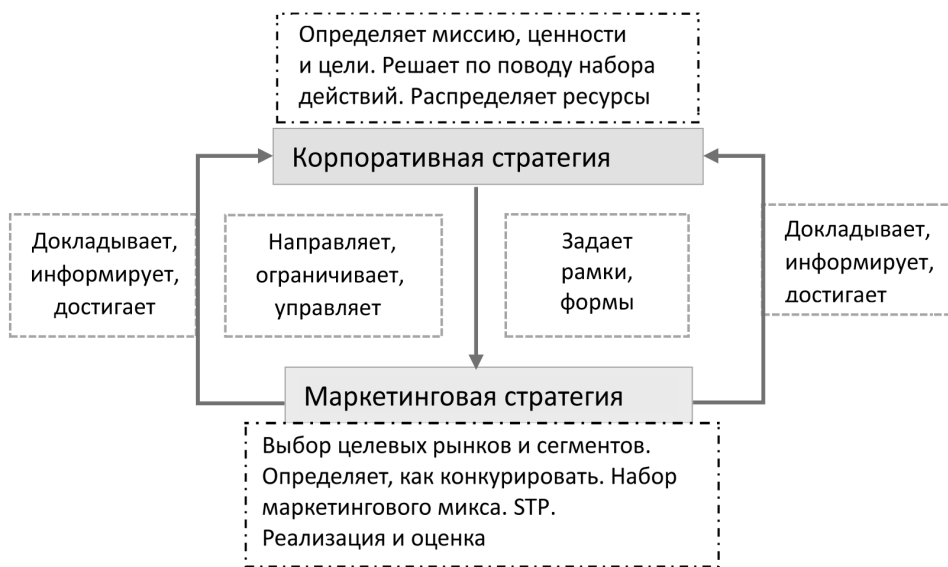 Определяет миссию, ценности
и цели. Решает по поводу набора
действий. Распределяет ресурсы
Корпоративная стратегия
Докладывает,
информирует,
достигает
Направляет,
ограничивает,
управляет
Задает
рамки,
формы
Докладывает,
информирует,
достигает
Маркетинговая стратегия
Выбор целевых рынков и сегментов.
Определяет, как конкурировать. Набор
маркетингового микса. STP.
Реализация и оценка